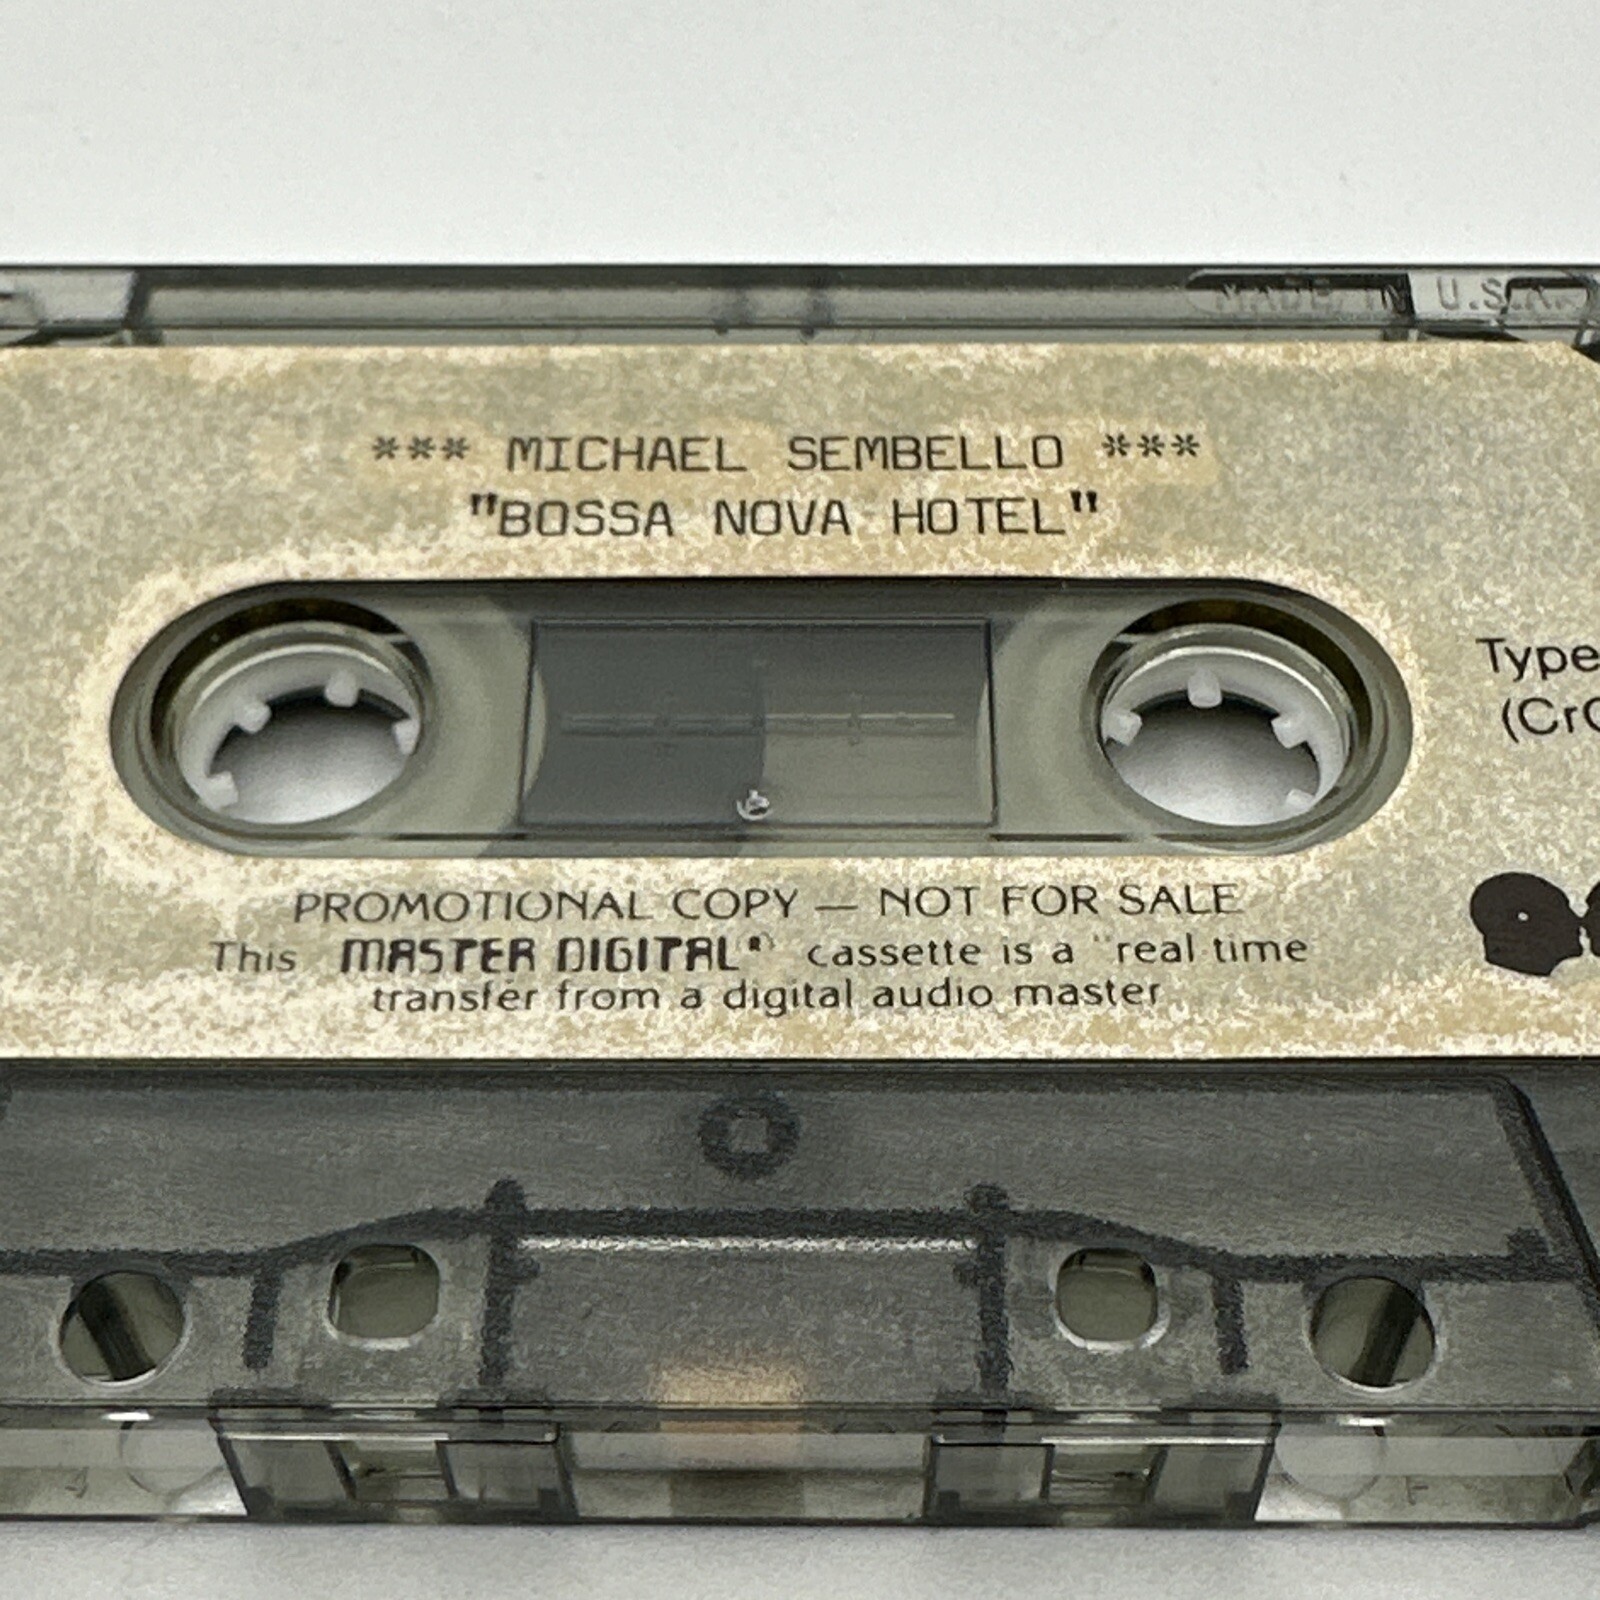 MADE IN U.S.A.
*** MICHAEL SEMBELLO ***
"BOSSA NOVA HOTEL"
Type
(CrO
PROMOTIONAL COPY — NOT FOR SALE
This MASTER DIGITAL® cassette is a "real time
transfer from a digital audio master